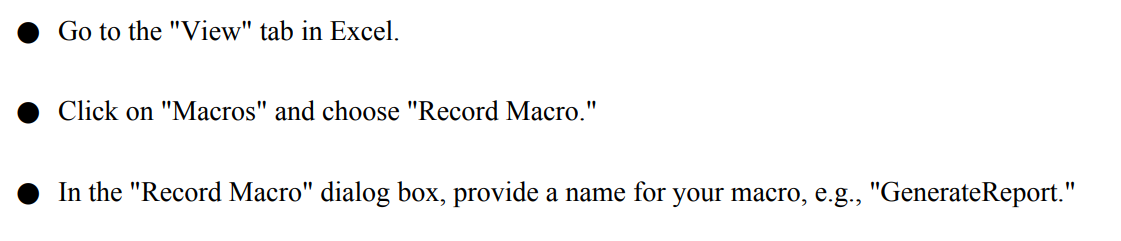 ● Go to the "View" tab in Excel.
● Click on "Macros" and choose "Record Macro."
● In the "Record Macro" dialog box, provide a name for your macro, e.g., "GenerateReport."